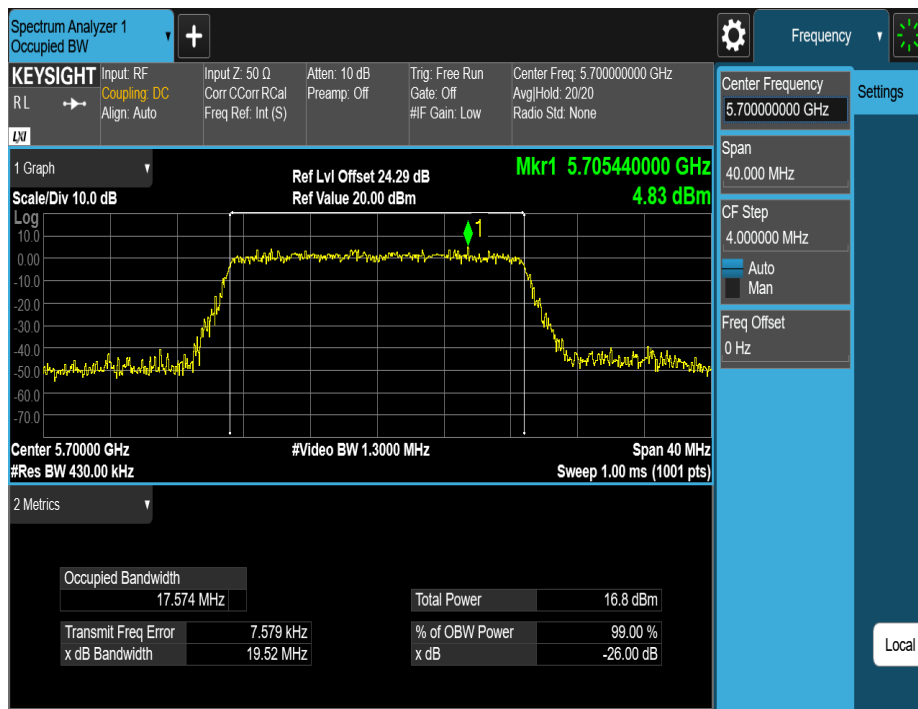 Spectrum Analyzer 1
Occupied BW
+
Frequency
KEYSIGHT
RL
LXI
Input: RF
Coupling: DC
Align: Auto
Input Z: 50 Ω
Corr CCorr RCal
Freq Ref: Int (S)
Atten: 10 dB
Preamp: Off
Trig: Free Run
Gate: Off
#IF Gain: Low
Center Freq: 5.700000000 GHz
Avg|Hold: 20/20
Radio Std: None
Center Frequency
5.700000000 GHz
Settings
Span
40.000 MHz
CF Step
4.000000 MHz
Auto
Man
Freq Offset
0 Hz
Local
1 Graph
Scale/Div 10.0 dB
Ref Lvl Offset 24.29 dB
Ref Value 20.00 dBm
Mkr1 5.705440000 GHz
4.83 dBm
Log
10.0
0.00
-10.0
-20.0
-30.0
-40.0
-50.0
-60.0
-70.0
1
Center 5.70000 GHz
#Video BW 1.3000 MHz
Span 40 MHz
#Res BW 430.00 kHz
Sweep 1.00 ms (1001 pts)
2 Metrics
Occupied Bandwidth
17.574 MHz
Total Power
16.8 dBm
Transmit Freq Error
7.579 kHz
% of OBW Power
99.00 %
x dB Bandwidth
19.52 MHz
x dB
-26.00 dB